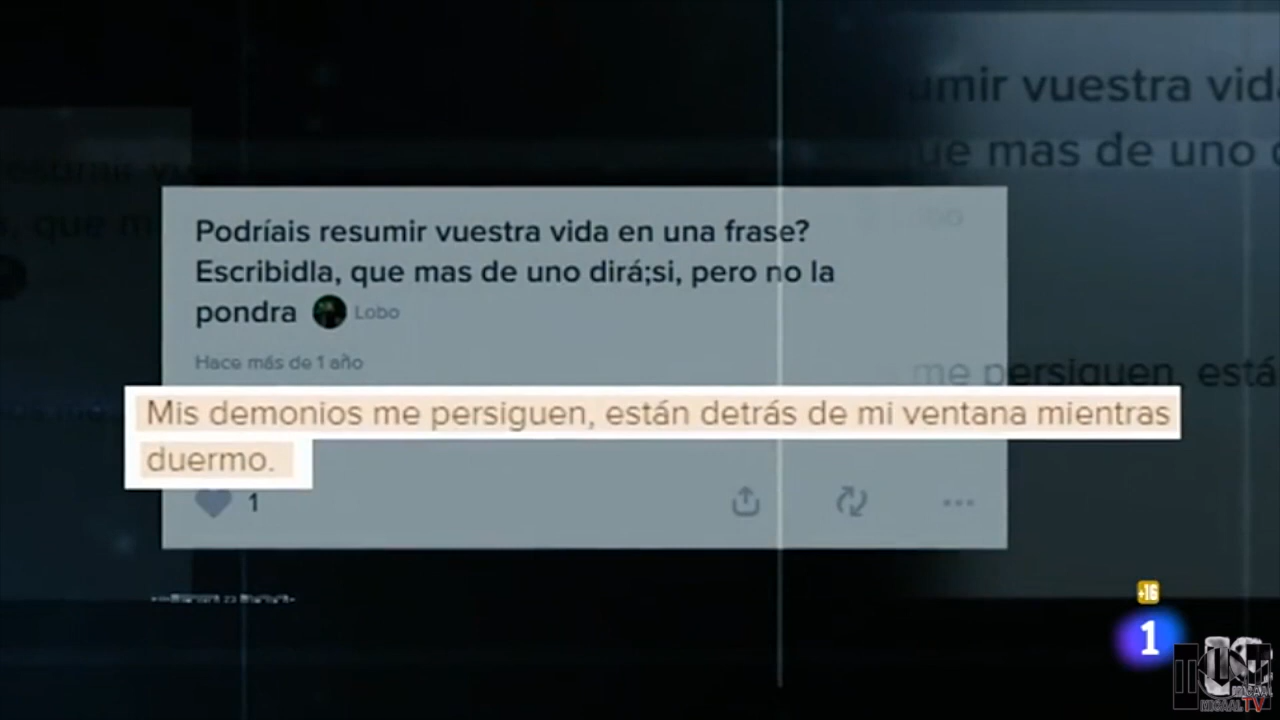 umir vuestra vida
ue mas de uno
Podríais resumir vuestra vida en una frase?
Escribidla, que mas de uno dirá;si, pero no la
pondra Lobo
Hace más de 1 año
me persiguen, está
Mis demonios me persiguen, están detrás de mi ventana mientras
duermo.
1
+16
1
MIGAALTV